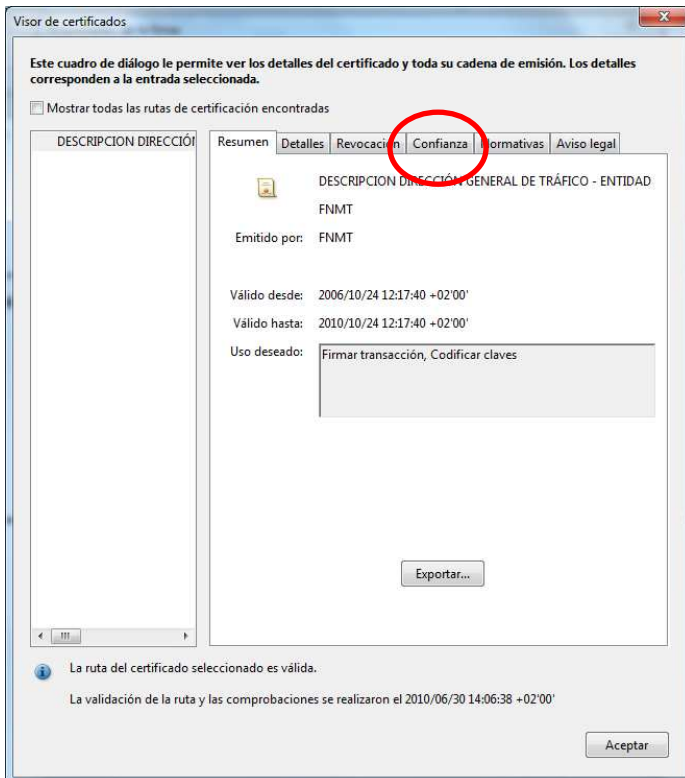 Visor de certificados
Este cuadro de diálogo le permite ver los detalles del certificado y toda su cadena de emisión. Los detalles
corresponden a la entrada seleccionada.
Mostrar todas las rutas de certificación encontradas
DESCRIPCION DIRECCIÓN
Resumen Detalles Revocación Confianza Normativas Aviso legal
DESCRIPCION DIRECCIÓN GENERAL DE TRÁFICO - ENTIDAD
FNMT
Emitido por: FNMT
Válido desde: 2006/10/24 12:17:40 +02'00'
Válido hasta: 2010/10/24 12:17:40 +02'00'
Uso deseado: Firmar transacción, Codificar claves
Exportar...
La ruta del certificado seleccionado es válida.
La validación de la ruta y las comprobaciones se realizaron el 2010/06/30 14:06:38 +02'00'
Aceptar